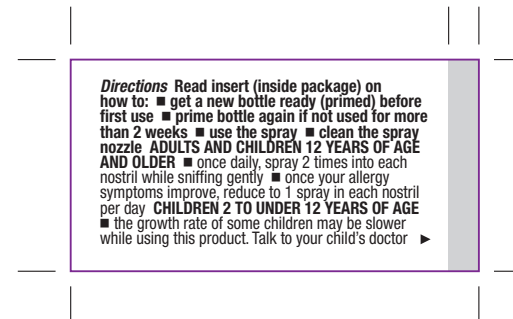 Directions Read insert (inside package) on
how to: ■ get a new bottle ready (primed) before
first use ■ prime bottle again if not used for more
than 2 weeks ■ use the spray ■ clean the spray
nozzle ADULTS AND CHILDREN 12 YEARS OF AGE
AND OLDER ■ once daily, spray 2 times into each
nostril while sniffing gently ■ once your allergy
symptoms improve, reduce to 1 spray in each nostril
per day CHILDREN 2 TO UNDER 12 YEARS OF AGE
■ the growth rate of some children may be slower
while using this product. Talk to your child’s doctor ►